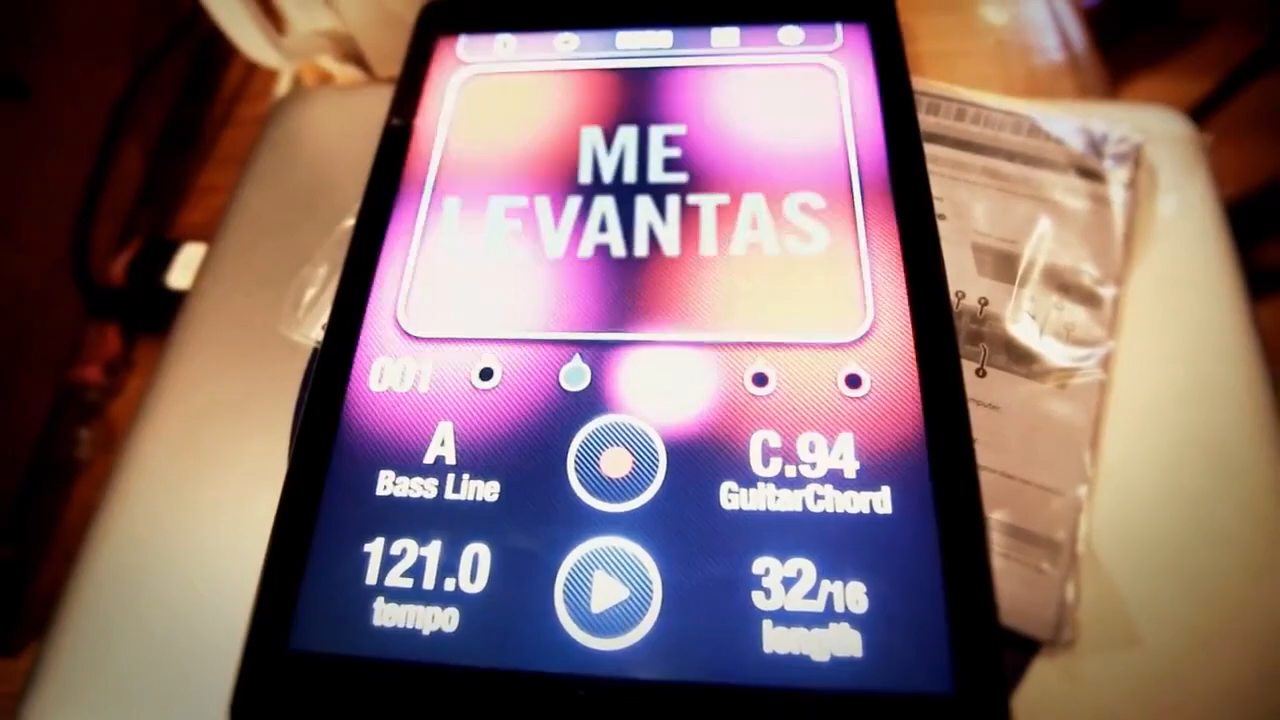 ME
LEVANTAS
001
A
C.94
Bass Line
GuitarChord
121.0
32/16
tempo
length